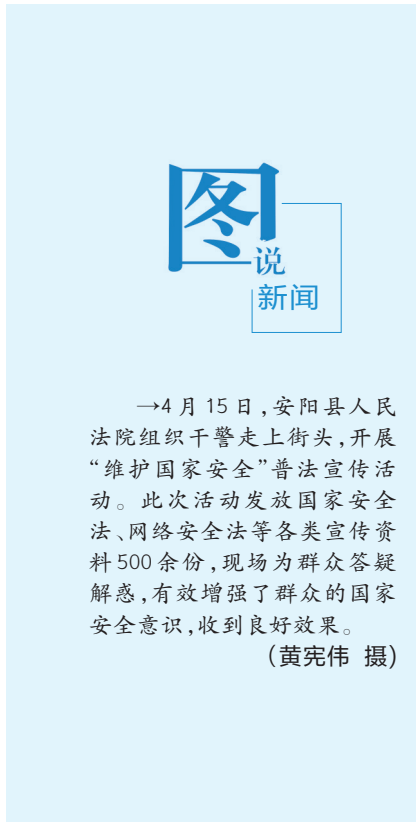 图
说
新闻
→4月15日,安阳县人民
法院组织干警走上街头,开展
“维护国家安全”普法宣传活
动。此次活动发放国家安全
法、网络安全法等各类宣传资
料500余份,现场为群众答疑
解惑,有效增强了群众的国家
安全意识,收到良好效果。
(黄宪伟 摄)